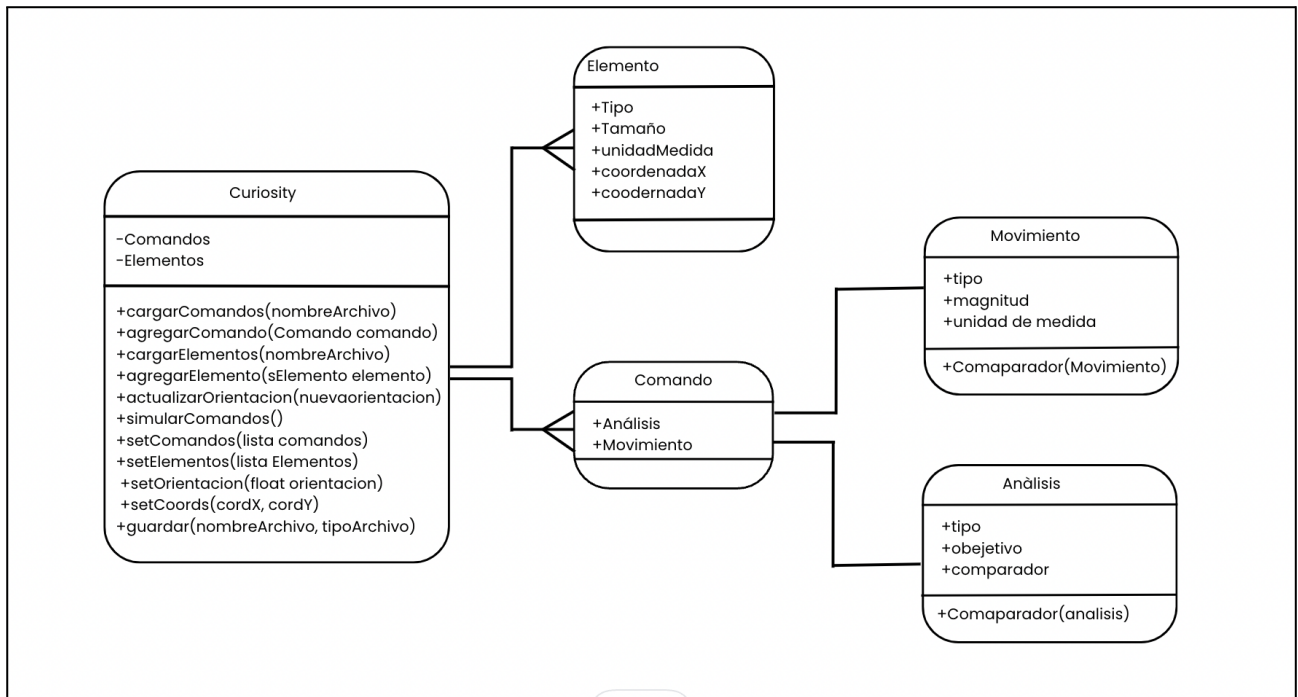 Elemento
+Tipo
+Tamaño
+unidadMedida
+coordenadaX
+coodernadaY
Curiosity
-Comandos
-Elementos
+cargarComandos(nombreArchivo)
+agregarComando(Comando comando)
+cargarElementos(nombreArchivo)
+agregarElemento(sElemento elemento)
+actualizarOrientacion(nuevaorientacion)
+simularComandos()
+setComandos(lista comandos)
+setElementos(lista Elementos)
+setOrientacion(float orientacion)
+setCoords(cordX, cordY)
+guardar(nombreArchivo, tipoArchivo)
Comando
+Análisis
+Movimiento
Movimiento
+tipo
+magnitud
+unidad de medida
+Comaparador(Movimiento)
Anàlisis
+tipo
+obejetivo
+comparador
+Comaparador(analisis)